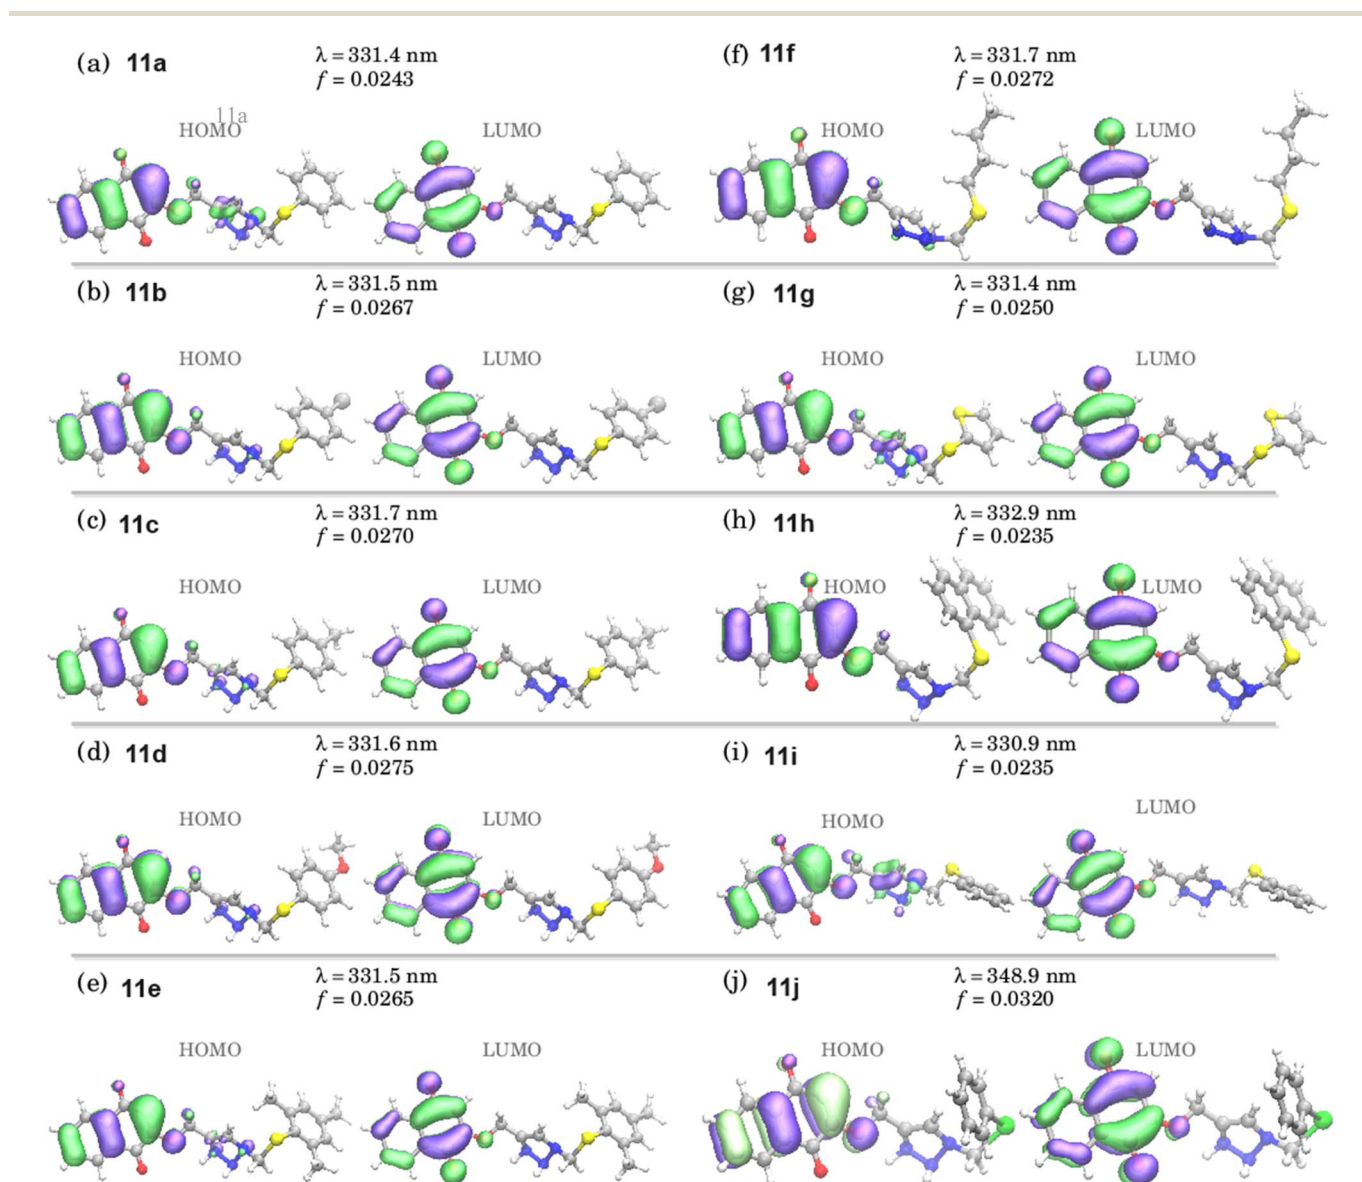 (a) 11a
λ = 331.4 nm
f = 0.0243
11a
HOMO
LUMO
(b) 11b
λ = 331.5 nm
f = 0.0267
HOMO
LUMO
(c) 11c
λ = 331.7 nm
f = 0.0270
HOMO
LUMO
(d) 11d
λ = 331.6 nm
f = 0.0275
HOMO
LUMO
(e) 11e
λ = 331.5 nm
f = 0.0265
HOMO
LUMO
(f) 11f
λ = 331.7 nm
f = 0.0272
HOMO
LUMO
(g) 11g
λ = 331.4 nm
f = 0.0250
HOMO
LUMO
(h) 11h
λ = 332.9 nm
f = 0.0235
HOMO
LUMO
(i) 11i
λ = 330.9 nm
f = 0.0235
HOMO
LUMO
(j) 11j
λ = 348.9 nm
f = 0.0320
HOMO
LUMO